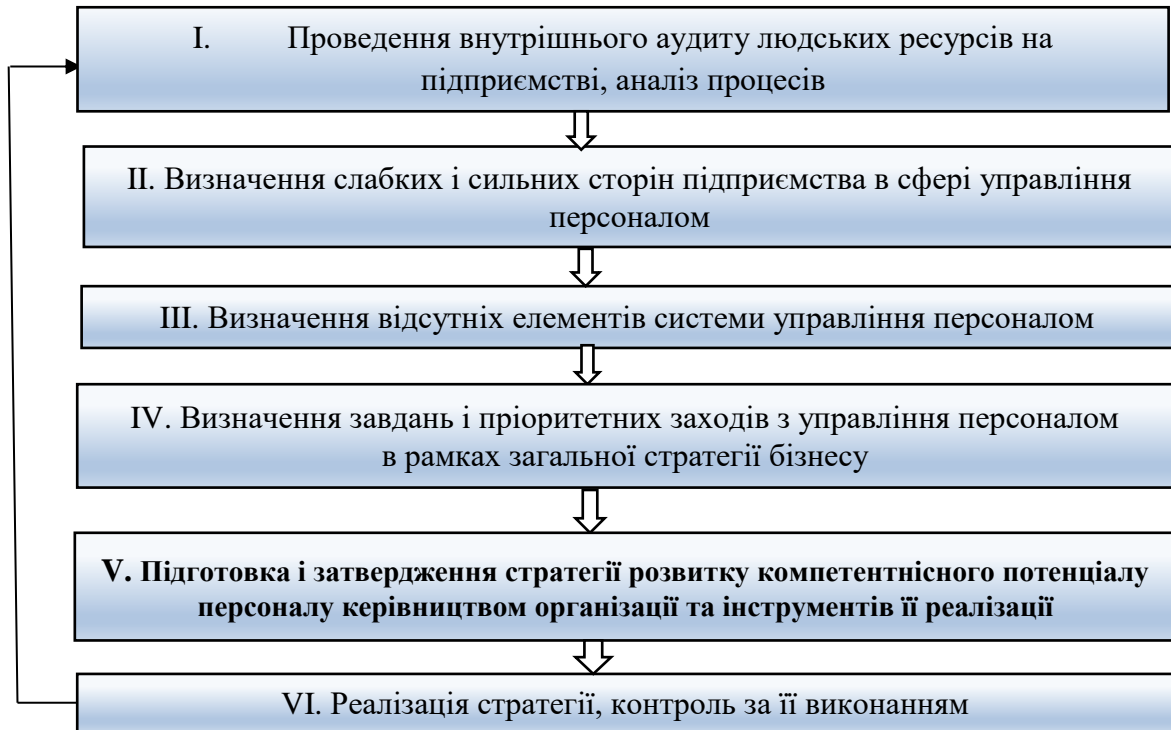 I. Проведення внутрішнього аудиту людських ресурсів на
підприємстві, аналіз процесів
II. Визначення слабких і сильних сторін підприємства в сфері управління
персоналом
III. Визначення відсутніх елементів системи управління персоналом
IV. Визначення завдань і пріоритетних заходів з управління персоналом
в рамках загальної стратегії бізнесу
V. Підготовка і затвердження стратегії розвитку компетентнісного потенціалу
персоналу керівництвом організації та інструментів її реалізації
VI. Реалізація стратегії, контроль за її виконанням